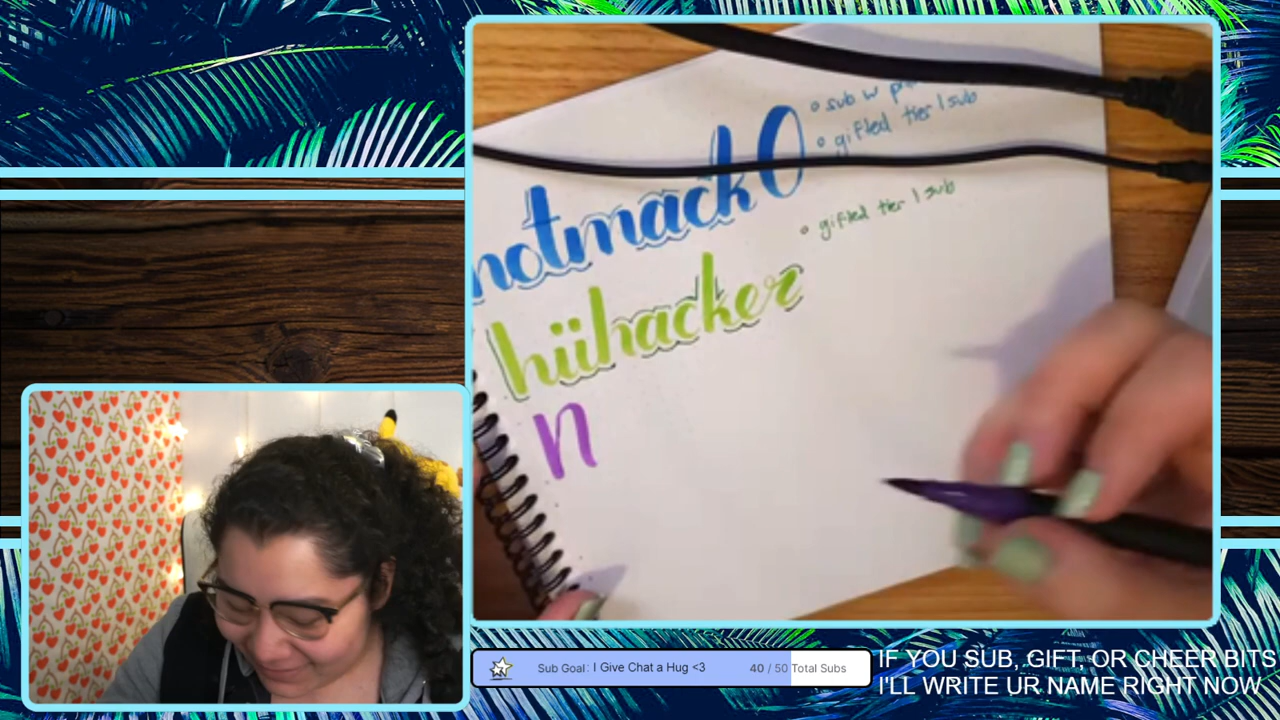 • sub w
• gifted tier 1 sub
notmack0
• gifted tier 1 sub
hiihacker
n
Sub Goal: I Give Chat a Hug <3 40 / 50 Total Subs
IF YOU SUB, GIFT, OR CHEER BITS
I'LL WRITE UR NAME RIGHT NOW